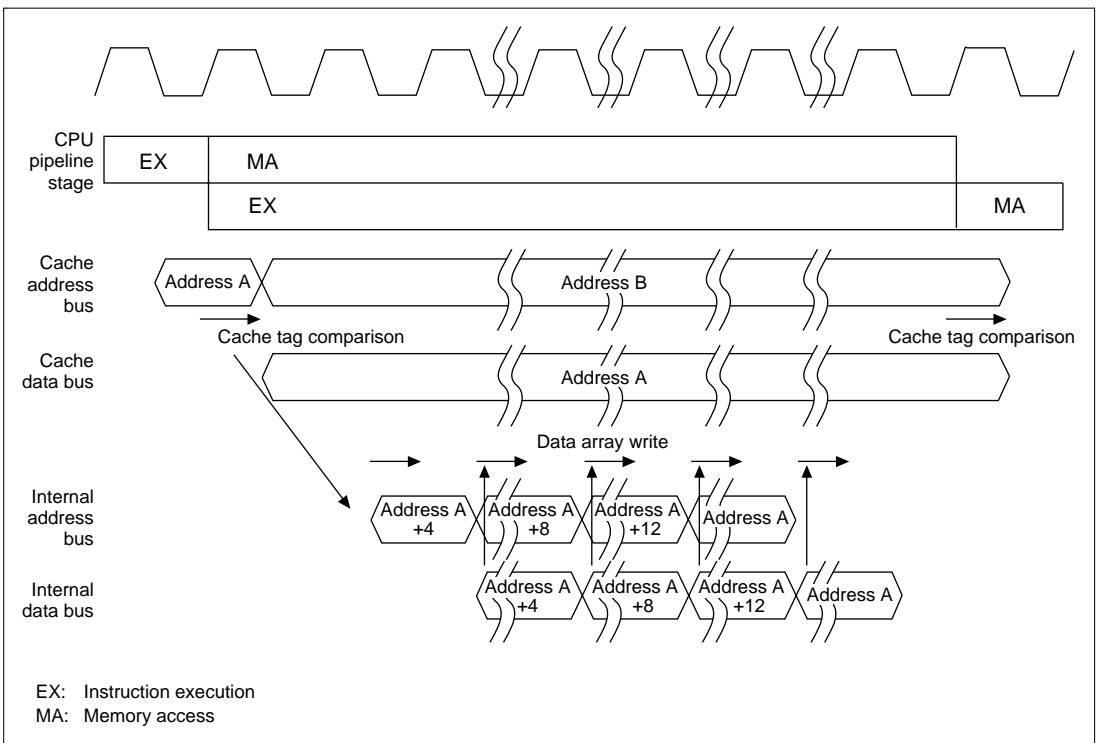 CPU
pipeline
stage
EX
MA
EX
MA
Cache
address
bus
Address A
Address B
Cache tag comparison
Cache tag comparison
Cache
data bus
Address A
Data array write
Internal
address
bus
Address A
+4
Address A
+8
Address A
+12
Address A
Internal
data bus
Address A
+4
Address A
+8
Address A
+12
Address A
EX: Instruction execution
MA: Memory access